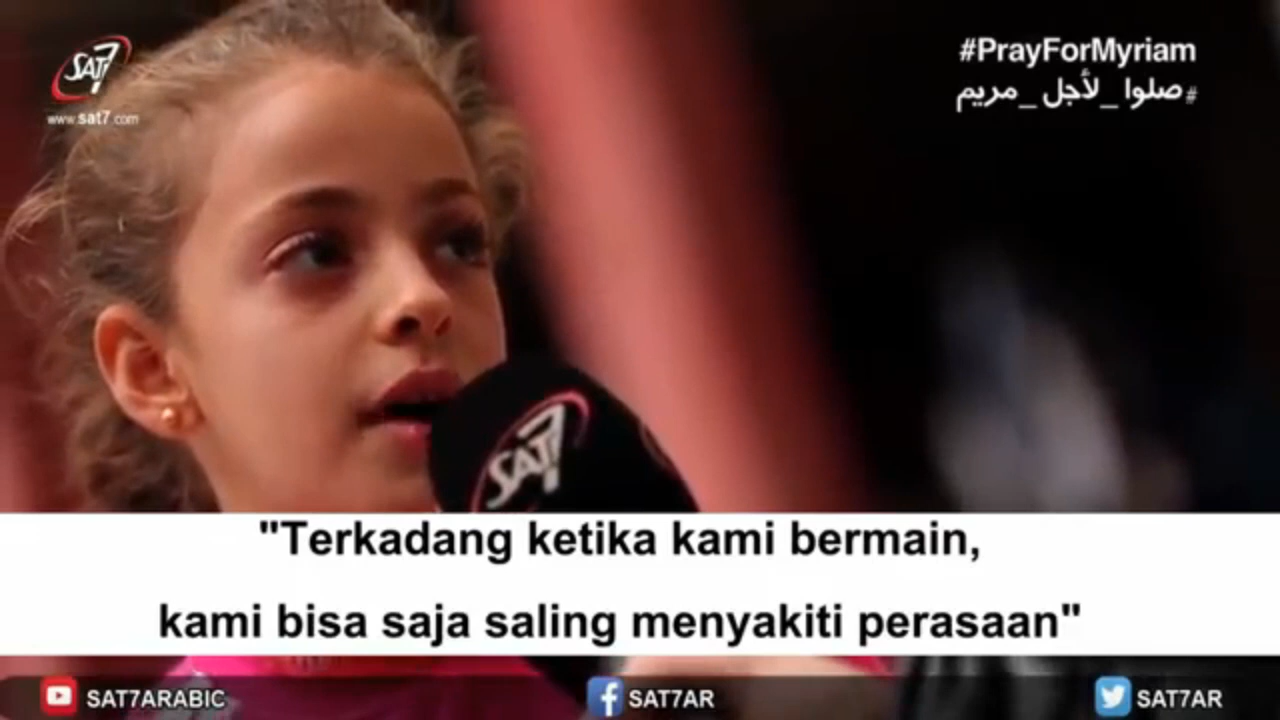 SAT7
www.sat7.com
#PrayForMyriam
#صلوا_لأجل_مريم
SAT7
"Terkadang ketika kami bermain,
kami bisa saja saling menyakiti perasaan"
SAT7ARABIC
SAT7AR
SAT7AR